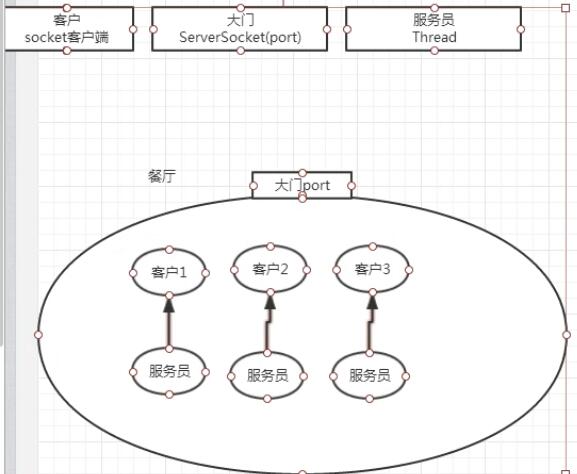 客户
socket客户端
大门
ServerSocket(port)
服务员
Thread
餐厅
大门port
客户1
客户2
客户3
服务员
服务员
服务员